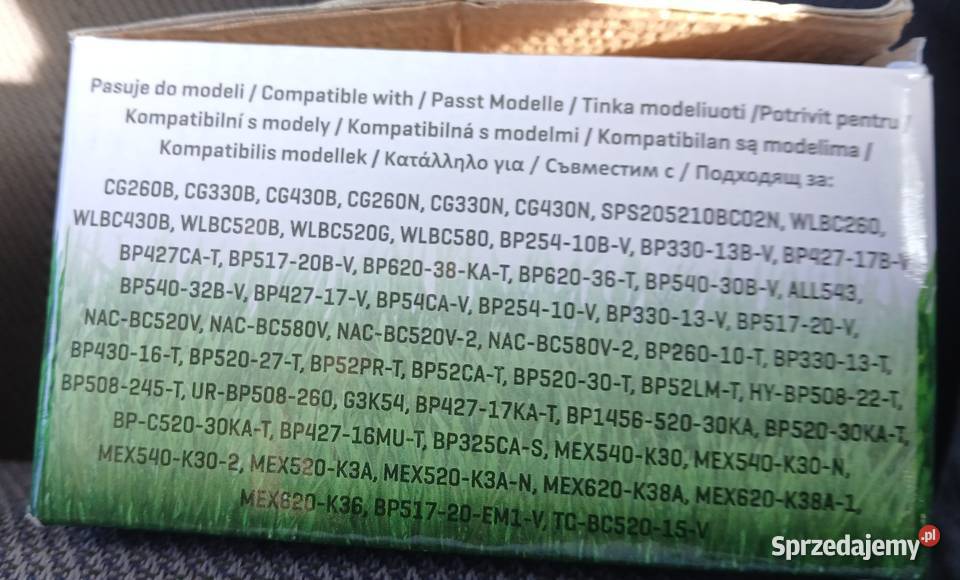 Pasuje do modeli / Compatible with / Passt Modelle / Tinka modeliuoti /Potrivit pentru /
Kompatibilní s modely / Kompatibilná s modelmi / Kompatibilan są modelima /
Kompatibilis modellek / Κατάλληλο για / Съвместим с / Подходящ за:
CG260B, CG330B, CG430B, CG260N, CG330N, CG430N, SPS205210BC02N, WLBC260,
WLBC430B, WLBC520B, WLBC520G, WLBC580, BP254-10B-V, BP330-13B-V, BP427-17B-V
BP427CA-T, BP517-20B-V, BP620-38-KA-T, BP620-36-T, BP540-30B-V, ALL543,
BP540-32B-V, BP427-17-V, BP54CA-V, BP254-10-V, BP330-13-V, BP517-20-V,
NAC-BC520V, NAC-BC580V, NAC-BC520V-2, NAC-BC580V-2, BP260-10-T, BP330-13-T,
BP430-16-T, BP520-27-T, BP52PR-T, BP52CA-T, BP520-30-T, BP52LM-T, HY-BP508-22-T,
BP508-245-T, UR-BP508-260, G3K54, BP427-17KA-T, BP1456-520-30KA, BP520-30KA-T,
BP-C520-30KA-T, BP427-16MU-T, BP325CA-S, MEX540-K30, MEX540-K30-N,
MEX540-K30-2, MEX520-K3A, MEX520-K3A-N, MEX620-K38A, MEX620-K38A-1,
MEX620-K36, BP517-20-EM1-V, TC-BC520-15-V
Sprzedajemy.pl